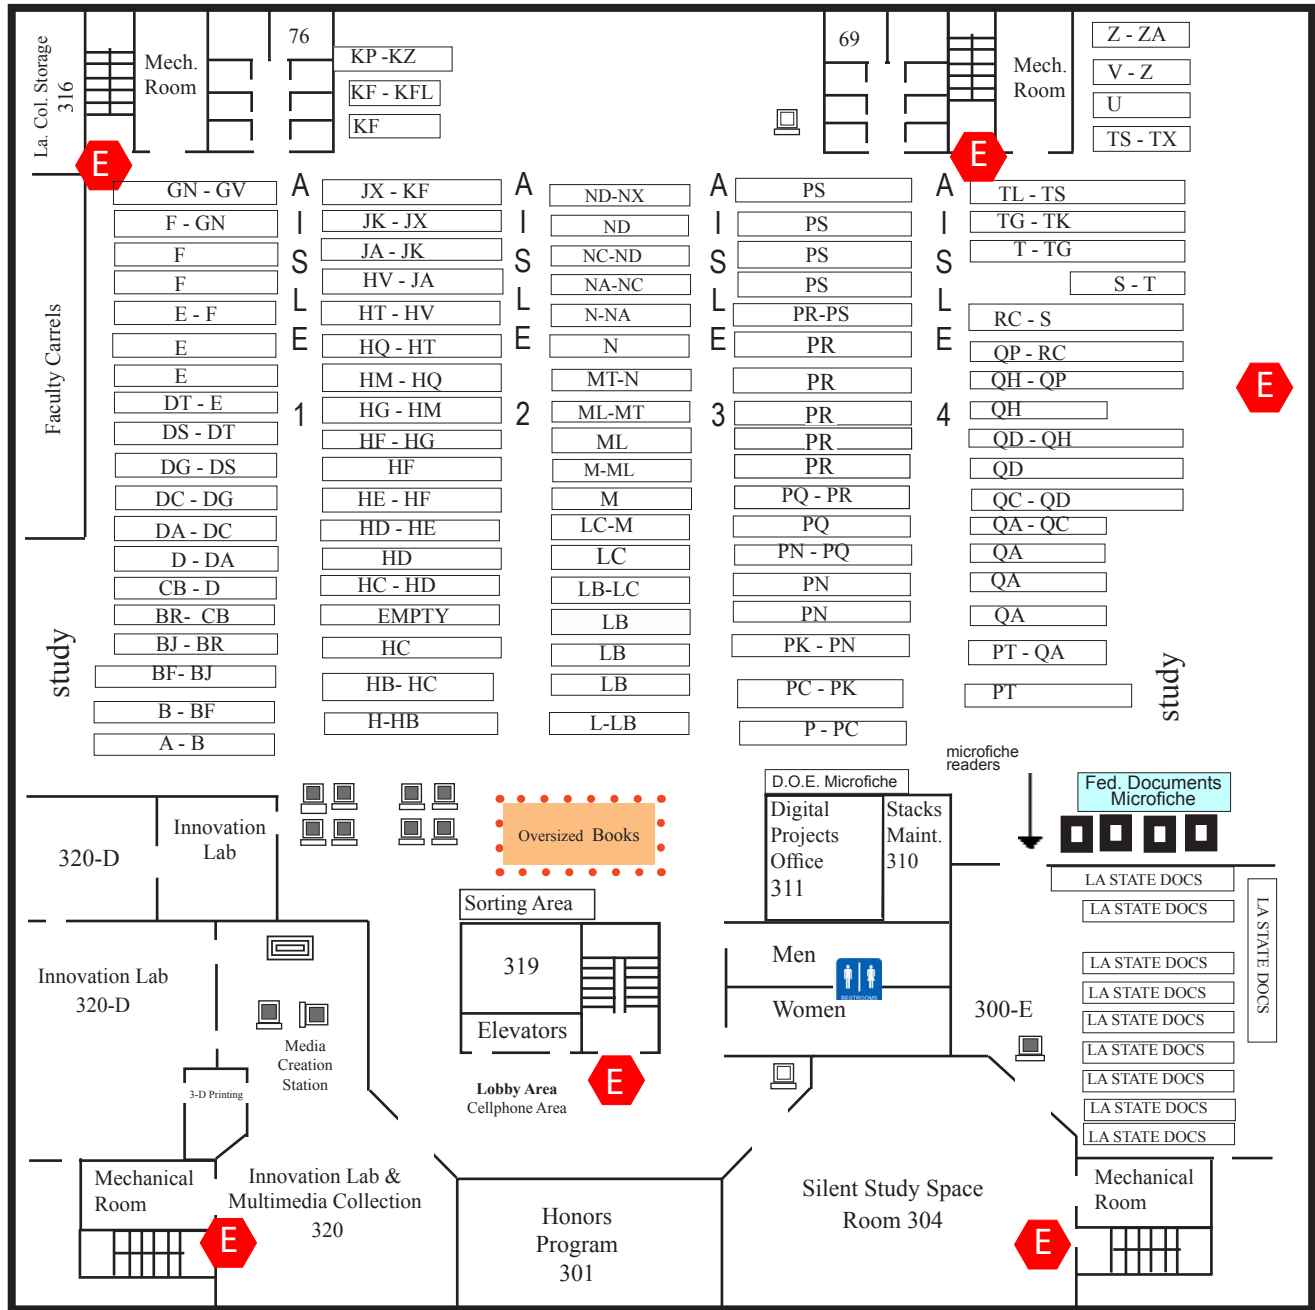 La. Col. Storage
316
Mech.
Room
76
KP -KZ
KF - KFL
KF
69
Mech.
Room
Z - ZA
V - Z
U
TS - TX
E
E
GN - GV
F - GN
F
F
E - F
E
E
DT - E
DS - DT
DG - DS
DC - DG
DA - DC
D - DA
CB - D
BR- CB
BJ - BR
BF- BJ
B - BF
A - B
Faculty Carrels
study
AISLE 1
JX - KF
JK - JX
JA - JK
HV - JA
HT - HV
HQ - HT
HM - HQ
HG - HM
HF - HG
HF
HE - HF
HD - HE
HD
HC - HD
EMPTY
HC
HB- HC
H-HB
AISLE 2
ND-NX
ND
NC-ND
NA-NC
N-NA
N
MT-N
ML-MT
ML
M-ML
M
LC-M
LC
LB-LC
LB
LB
LB
L-LB
AISLE 3
PS
PS
PS
PS
PR-PS
PR
PR
PR
PR
PR
PQ - PR
PQ
PN - PQ
PN
PN
PK - PN
PC - PK
P - PC
AISLE 4
TL - TS
TG - TK
T - TG
S - T
RC - S
QP - RC
QH - QP
QH
QD - QH
QD
QC - QD
QA - QC
QA
QA
QA
PT - QA
PT
E
study
microfiche
readers
Fed. Documents
Microfiche
D.O.E. Microfiche
Digital
Projects
Office
311
Stacks
Maint.
310
Oversized Books
Innovation
Lab
320-D
Sorting Area
319
Elevators
Men
Women
RESTROOMS
300-E
LA STATE DOCS
LA STATE DOCS
LA STATE DOCS
LA STATE DOCS
LA STATE DOCS
LA STATE DOCS
LA STATE DOCS
LA STATE DOCS
LA STATE DOCS
LA STATE DOCS
Innovation Lab
320-D
Media
Creation
Station
3-D Printing
Lobby Area
Cellphone Area
E
Mechanical
Room
Innovation Lab &
Multimedia Collection
320
E
Honors
Program
301
Silent Study Space
Room 304
E
Mechanical
Room